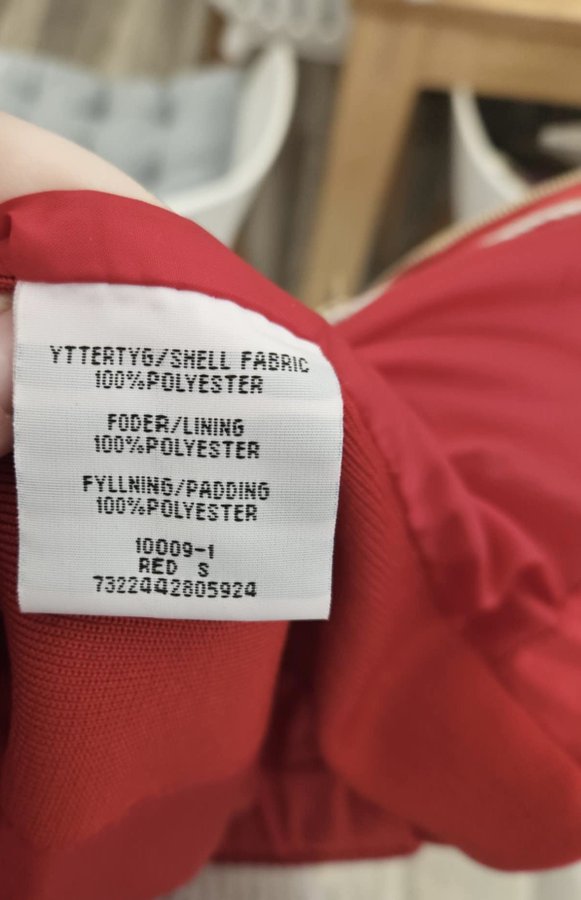 YTTERTYG/SHELL FABRIC
100%POLYESTER
FODER/LINING
100%POLYESTER
FYLLNING/PADDING
100%POLYESTER
10009-1
RED S
7322442805924